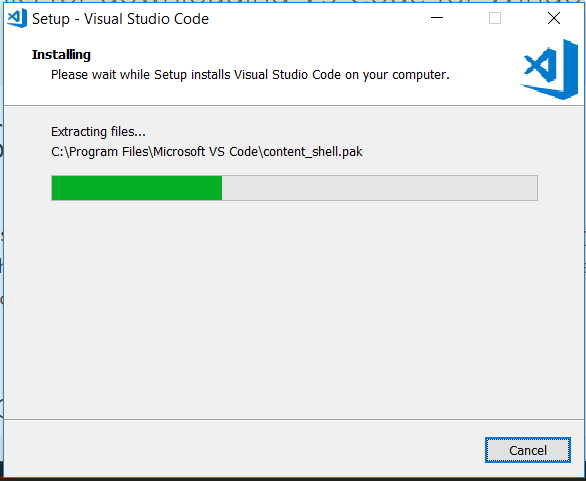 Setup - Visual Studio Code
Installing
Please wait while Setup installs Visual Studio Code on your computer.
Extracting files...
C:\Program Files\Microsoft VS Code\content_shell.pak
Cancel